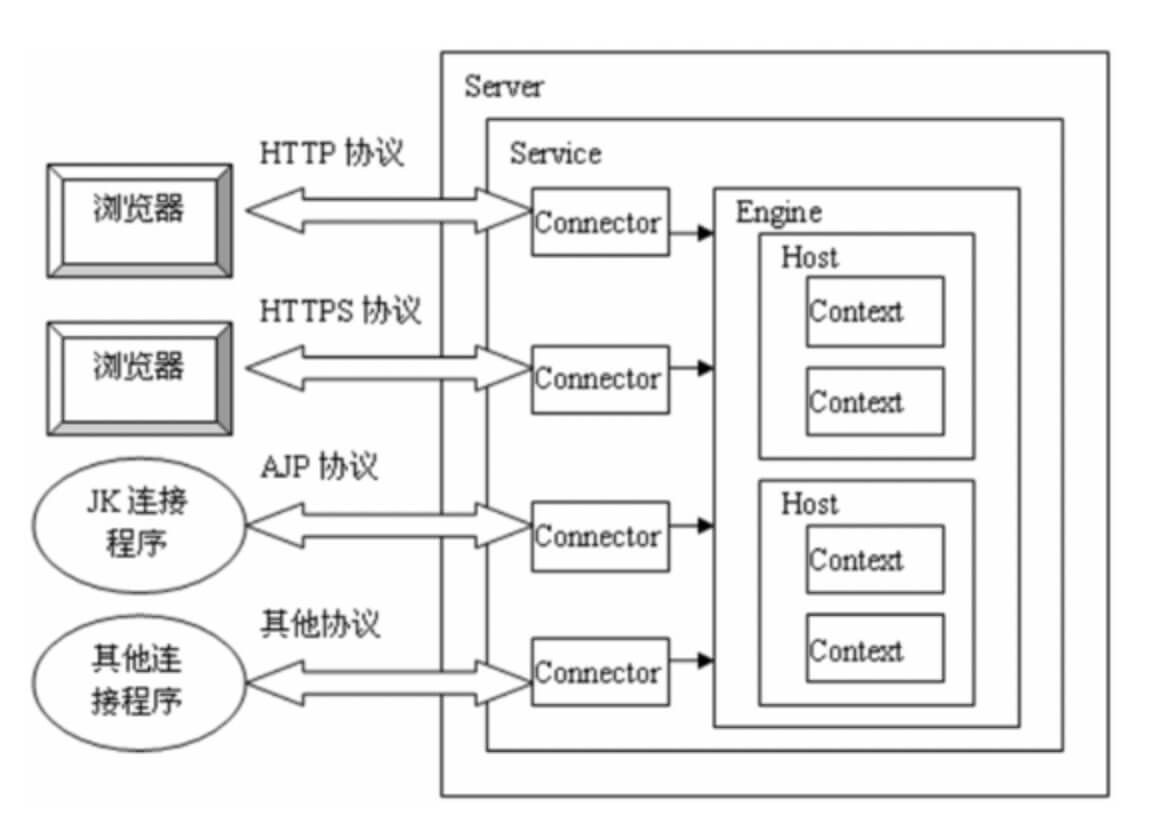 Server
Service
HTTP 协议
浏览器
Connector
Engine
Host
Context
Context
HTTPS 协议
浏览器
Connector
AJP 协议
JK 连接
程序
Connector
Host
Context
Context
其他协议
其他连
接程序
Connector